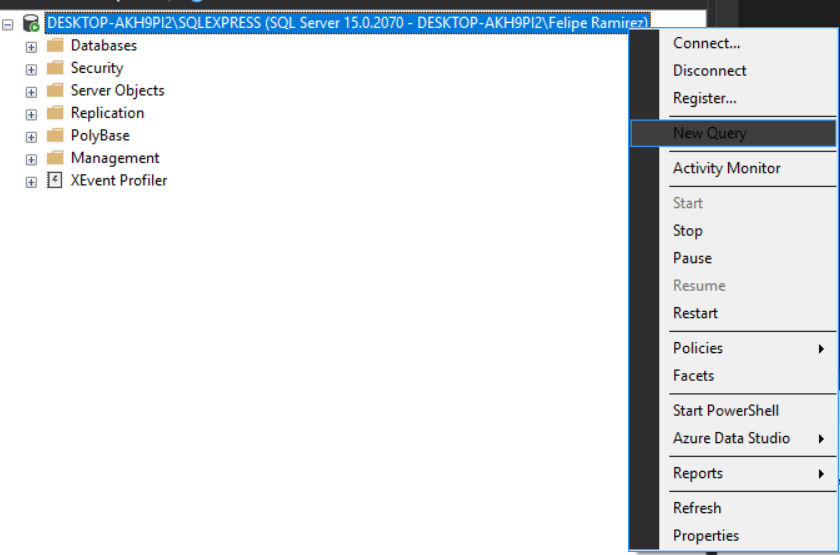 DESKTOP-AKH9PI2\SQLEXPRESS (SQL Server 15.0.2070 - DESKTOP-AKH9PI2\Felipe Ramirez)
Databases
Security
Server Objects
Replication
PolyBase
Management
XEvent Profiler
Connect...
Disconnect
Register...
New Query
Activity Monitor
Start
Stop
Pause
Resume
Restart
Policies
Facets
Start PowerShell
Azure Data Studio
Reports
Refresh
Properties